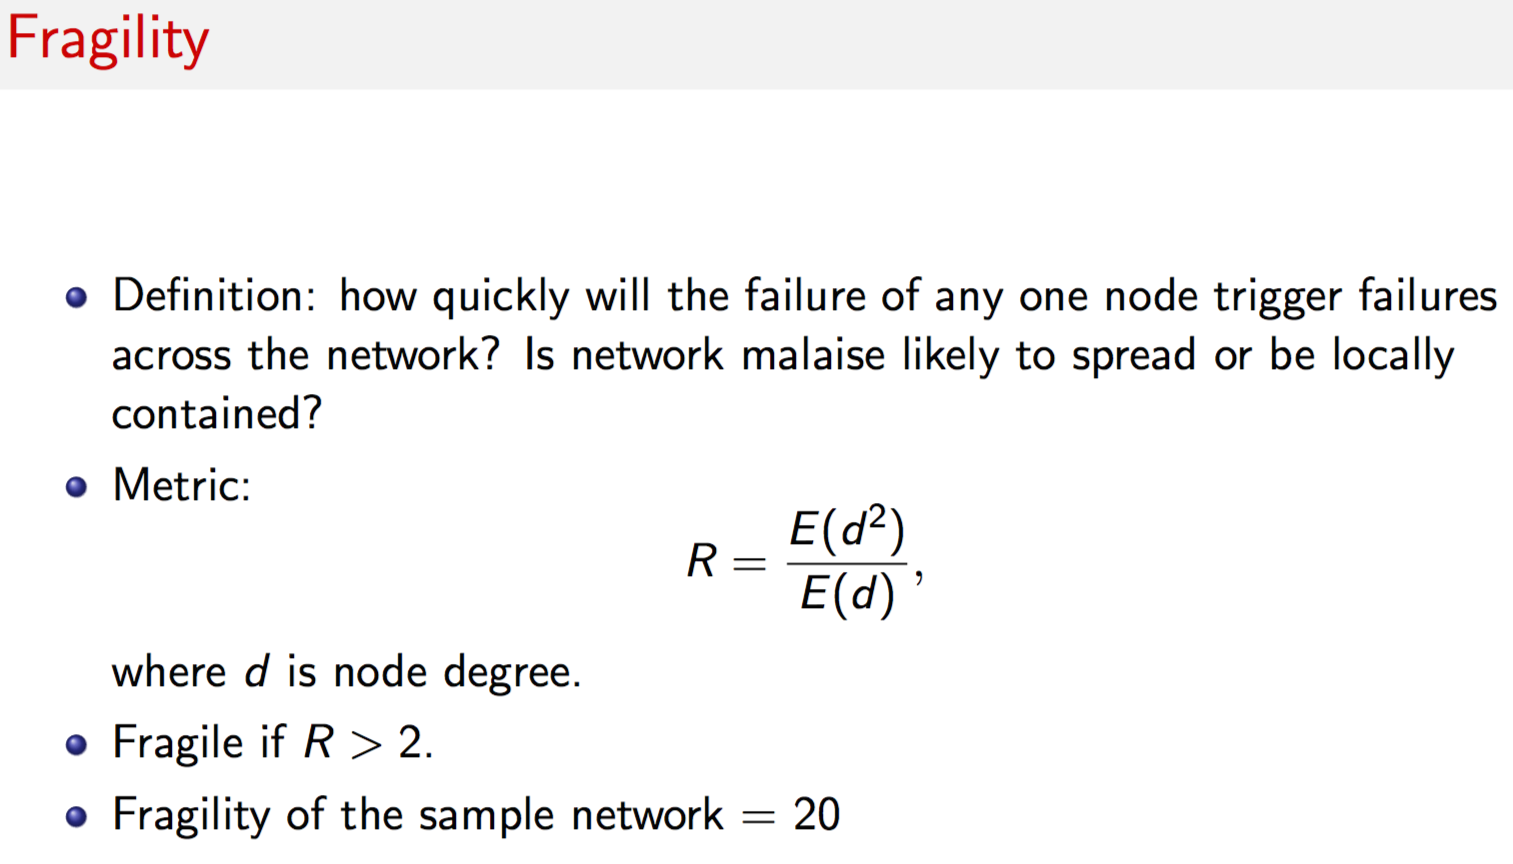 Fragility
Definition: how quickly will the failure of any one node trigger failures
across the network? Is network malaise likely to spread or be locally
contained?
Metric:
R = E(d²) / E(d),
where d is node degree.
Fragile if R > 2.
Fragility of the sample network = 20